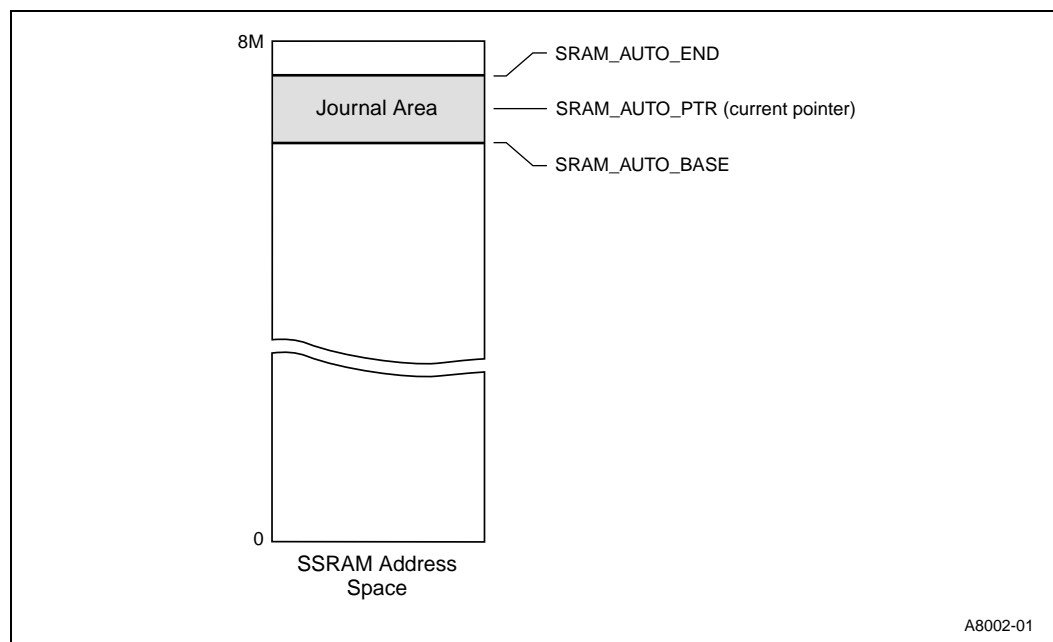 8M
SRAM_AUTO_END
Journal Area
SRAM_AUTO_PTR (current pointer)
SRAM_AUTO_BASE
0
SSRAM Address
Space
A8002-01